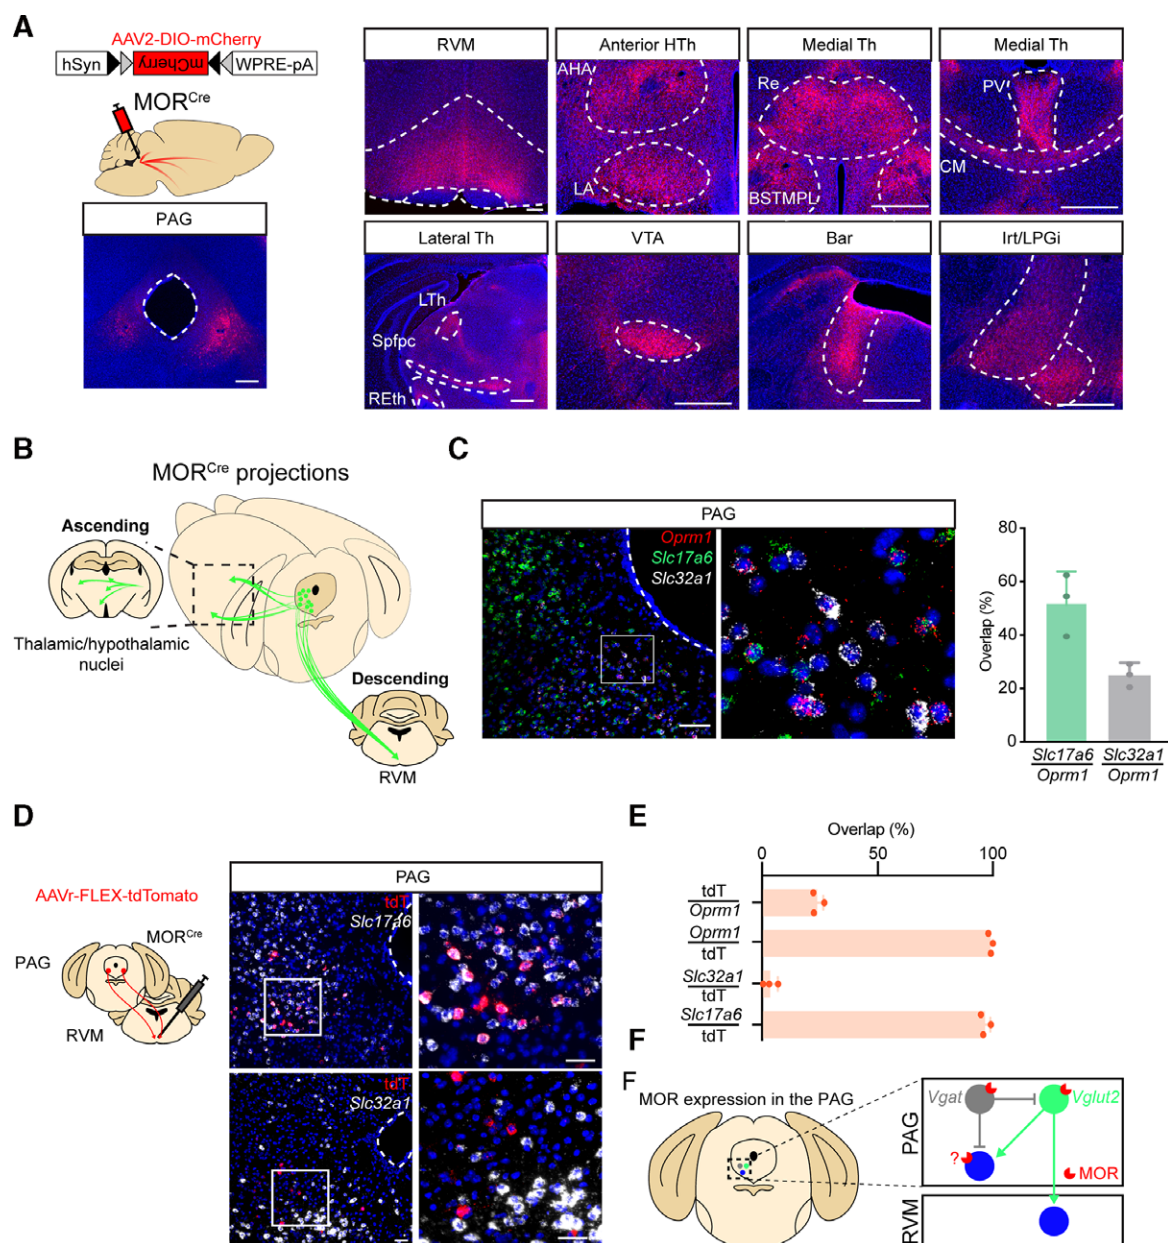 A
AAV2-DIO-mCherry
hSyn
mCherry
WPRE-pA
MORCre
PAG
RVM
Anterior HTh
Medial Th
Medial Th
AHA
LA
Re
BSTMPL
PV
CM
Lateral Th
VTA
Bar
Irt/LPGi
LTh
Spfpc
REth
B
MORCre projections
Ascending
Thalamic/hypothalamic
nuclei
Descending
RVM
C
PAG
Oprm1
Slc17a6
Slc32a1
Overlap (%)
80
60
40
20
0
Slc17a6
Oprm1
Slc32a1
Oprm1
D
AAVr-FLEX-tdTomato
MORCre
PAG
RVM
PAG
tdT
Slc17a6
tdT
Slc32a1
E
Overlap (%)
0
50
100
tdT
Oprm1
Oprm1
tdT
Slc32a1
tdT
Slc17a6
tdT
F
F
MOR expression in the PAG
PAG
Vgat
Vglut2
?
MOR
RVM